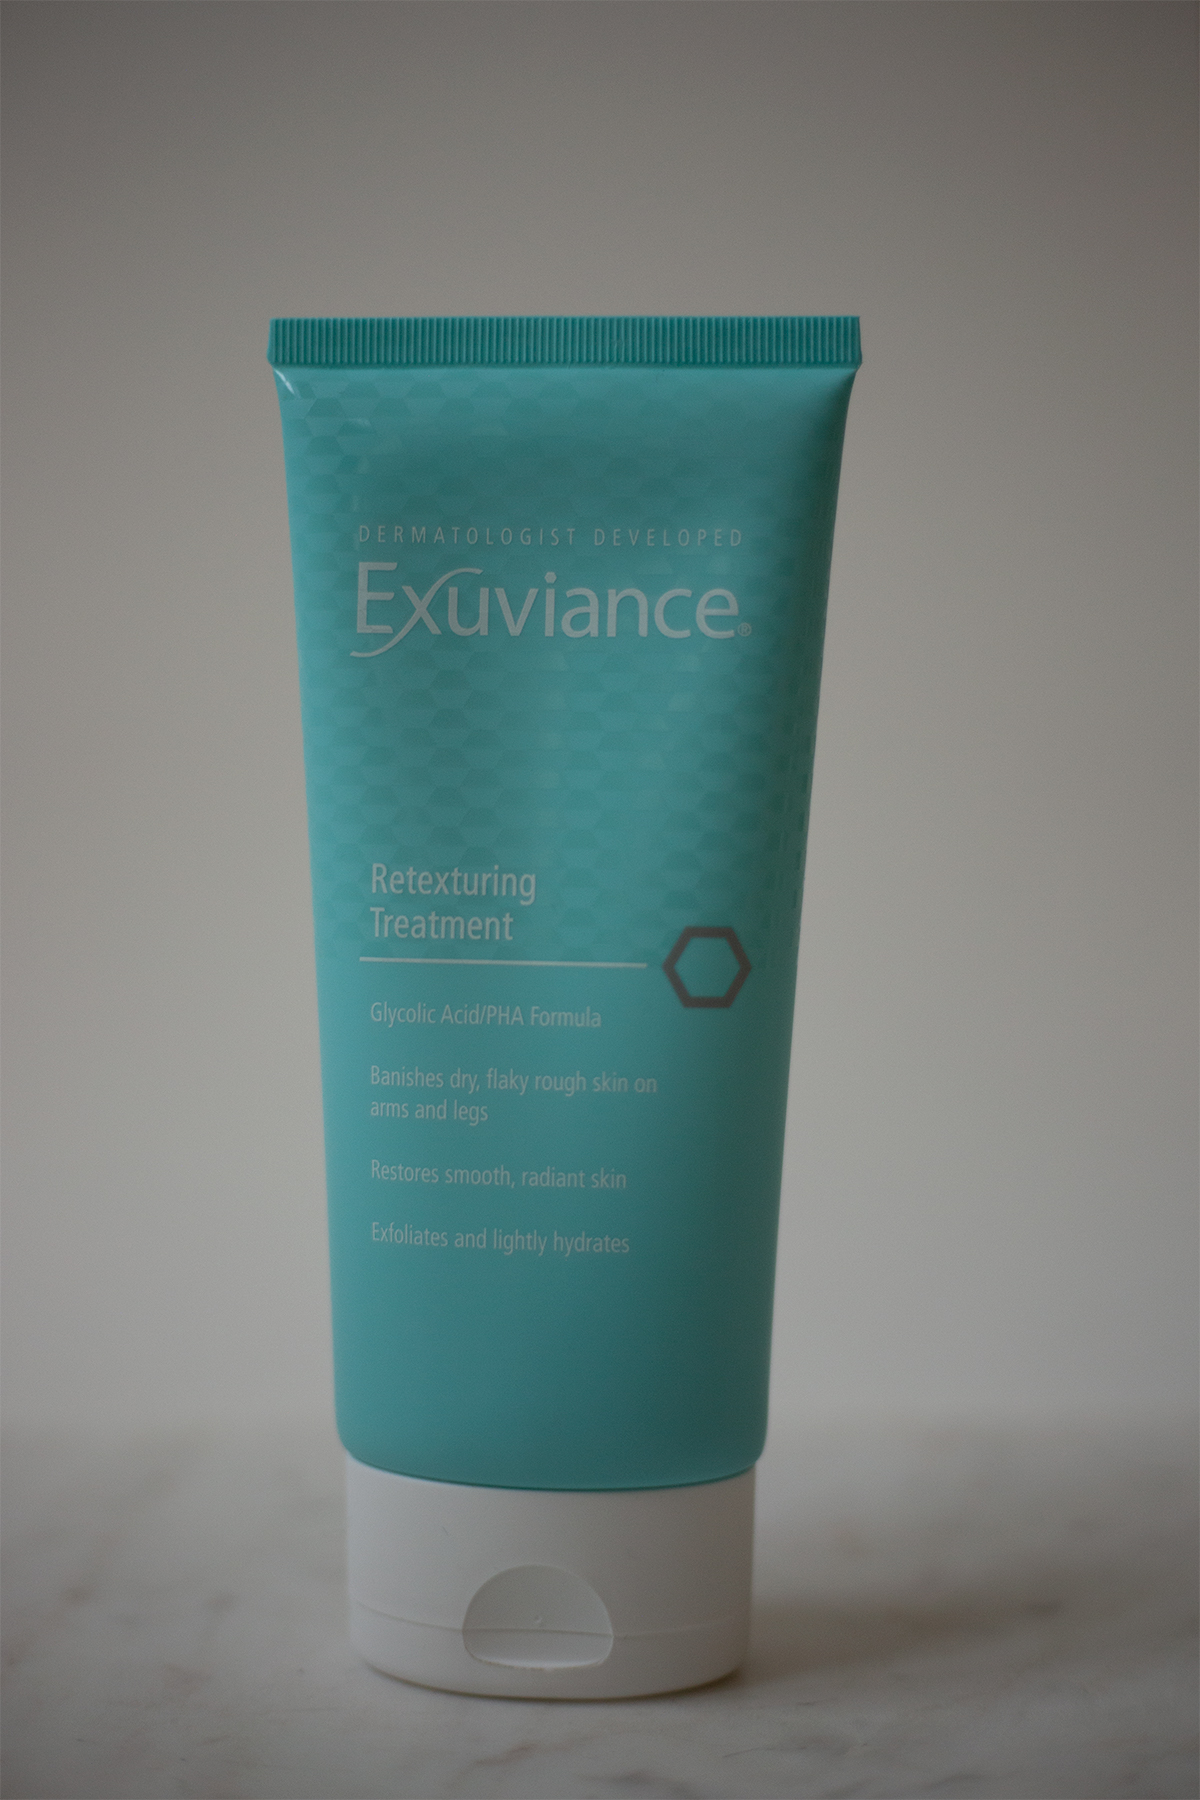 DERMATOLOGIST DEVELOPED
Exuviance®
Retexturing
Treatment
Glycolic Acid/PHA Formula
Banishes dry, flaky rough skin on
arms and legs
Restores smooth, radiant skin
Exfoliates and lightly hydrates